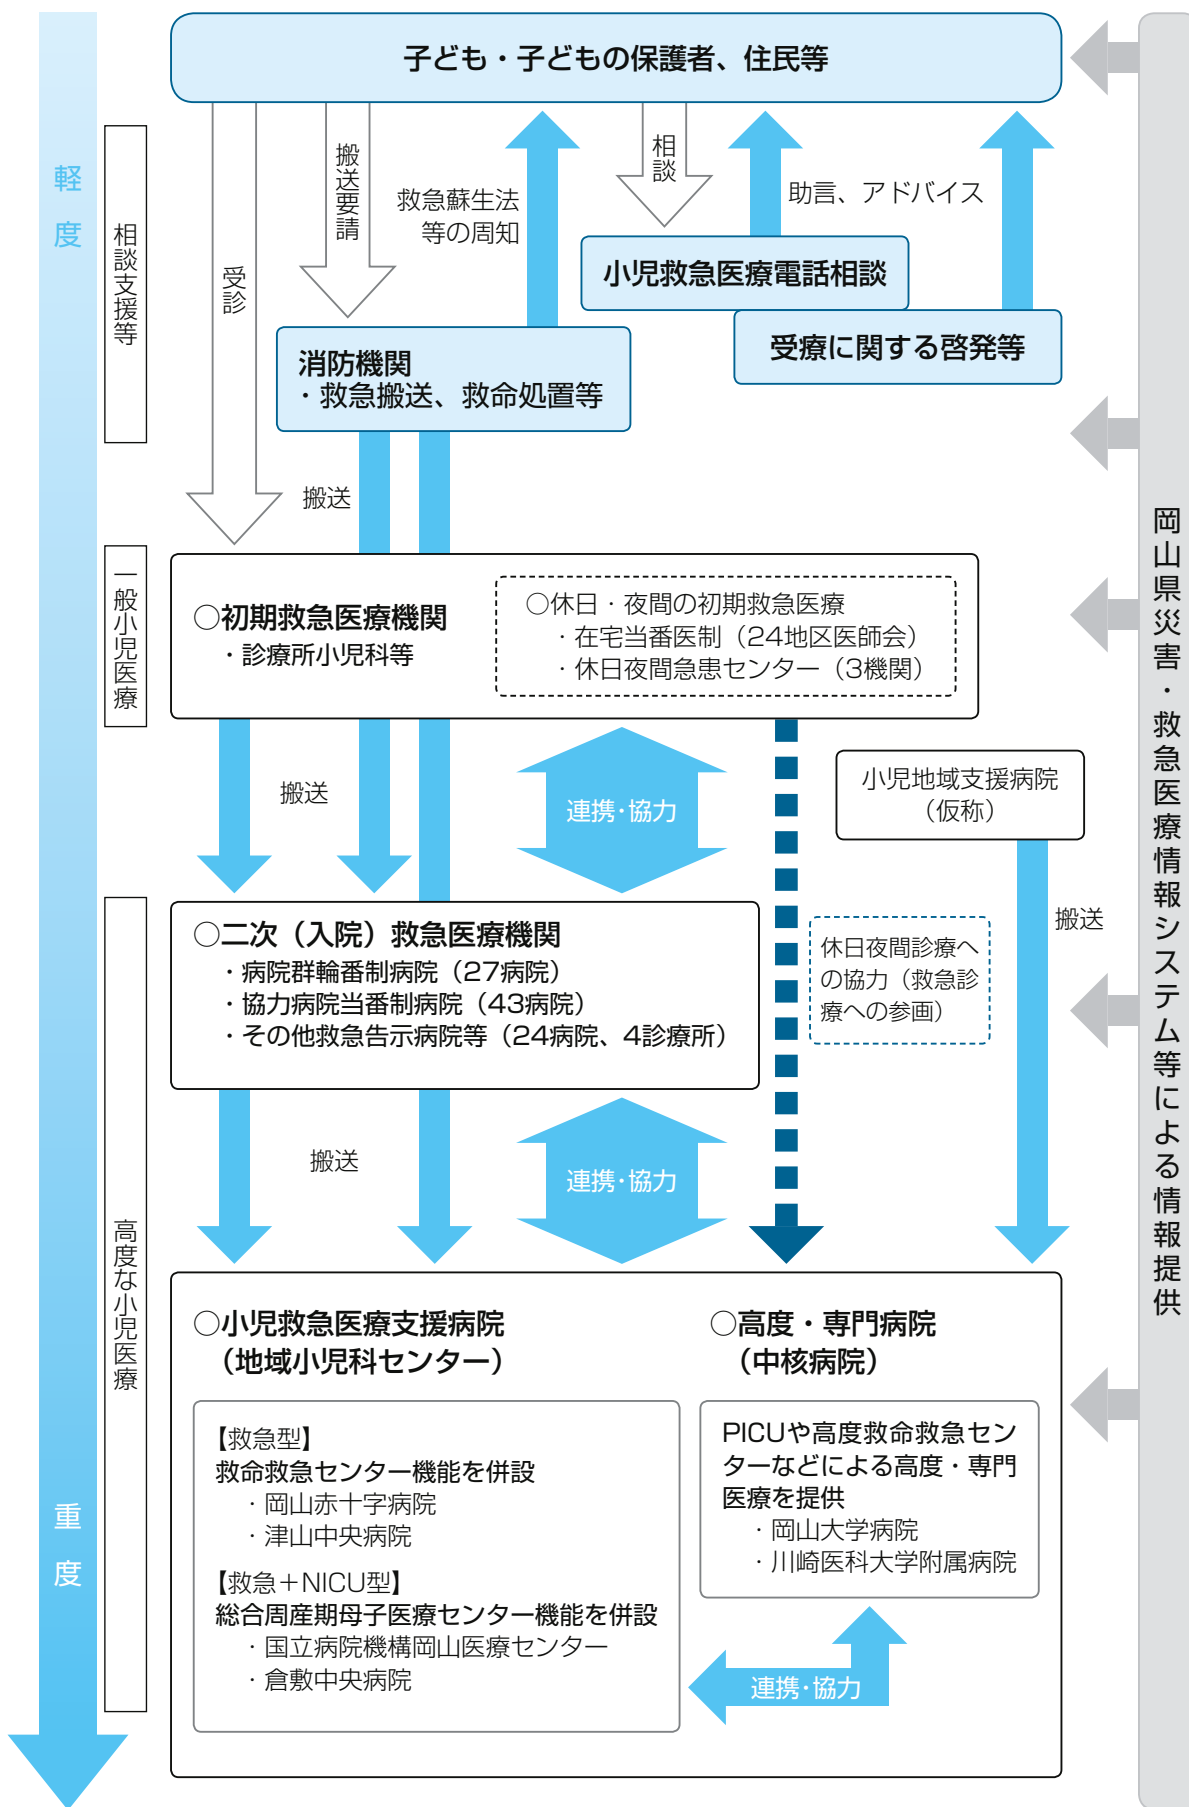 子ども・子どもの保護者、住民等
軽度
相談支援等
受診
搬送要請
救急蘇生法
等の周知
相談
助言、アドバイス
小児救急医療電話相談
受療に関する啓発等
消防機関
・救急搬送、救命処置等
搬送
一般小児医療
○初期救急医療機関
・診療所小児科等
○休日・夜間の初期救急医療
・在宅当番医制（24地区医師会）
・休日夜間急患センター（3機関）
搬送
連携・協力
小児地域支援病院
（仮称）
搬送
○二次（入院）救急医療機関
・病院群輪番制病院（27病院）
・協力病院当番制病院（43病院）
・その他救急告示病院等（24病院、4診療所）
休日夜間診療へ
の協力（救急診
療への参画）
搬送
連携・協力
高度な小児医療
○小児救急医療支援病院
（地域小児科センター）
【救急型】
救命救急センター機能を併設
・岡山赤十字病院
・津山中央病院
【救急＋NICU型】
総合周産期母子医療センター機能を併設
・国立病院機構岡山医療センター
・倉敷中央病院
○高度・専門病院
（中核病院）
PICUや高度救命救急セン
ターなどによる高度・専門
医療を提供
・岡山大学病院
・川崎医科大学附属病院
連携・協力
重度
岡山県災害・救急医療情報システム等による情報提供